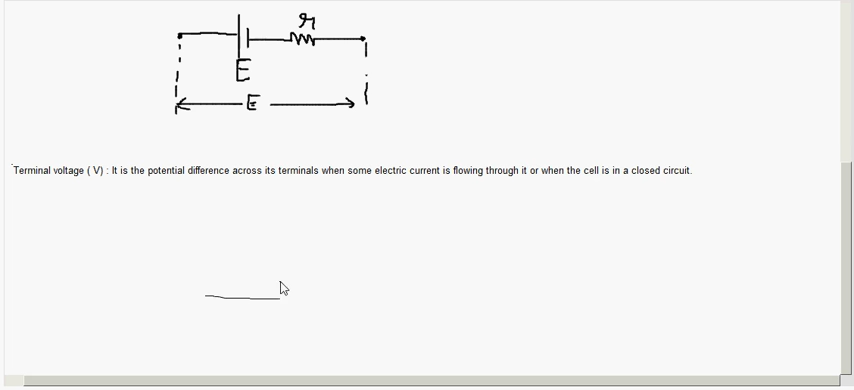 r
E
E
Terminal voltage ( V) : It is the potential difference across its terminals when some electric current is flowing through it or when the cell is in a closed circuit.